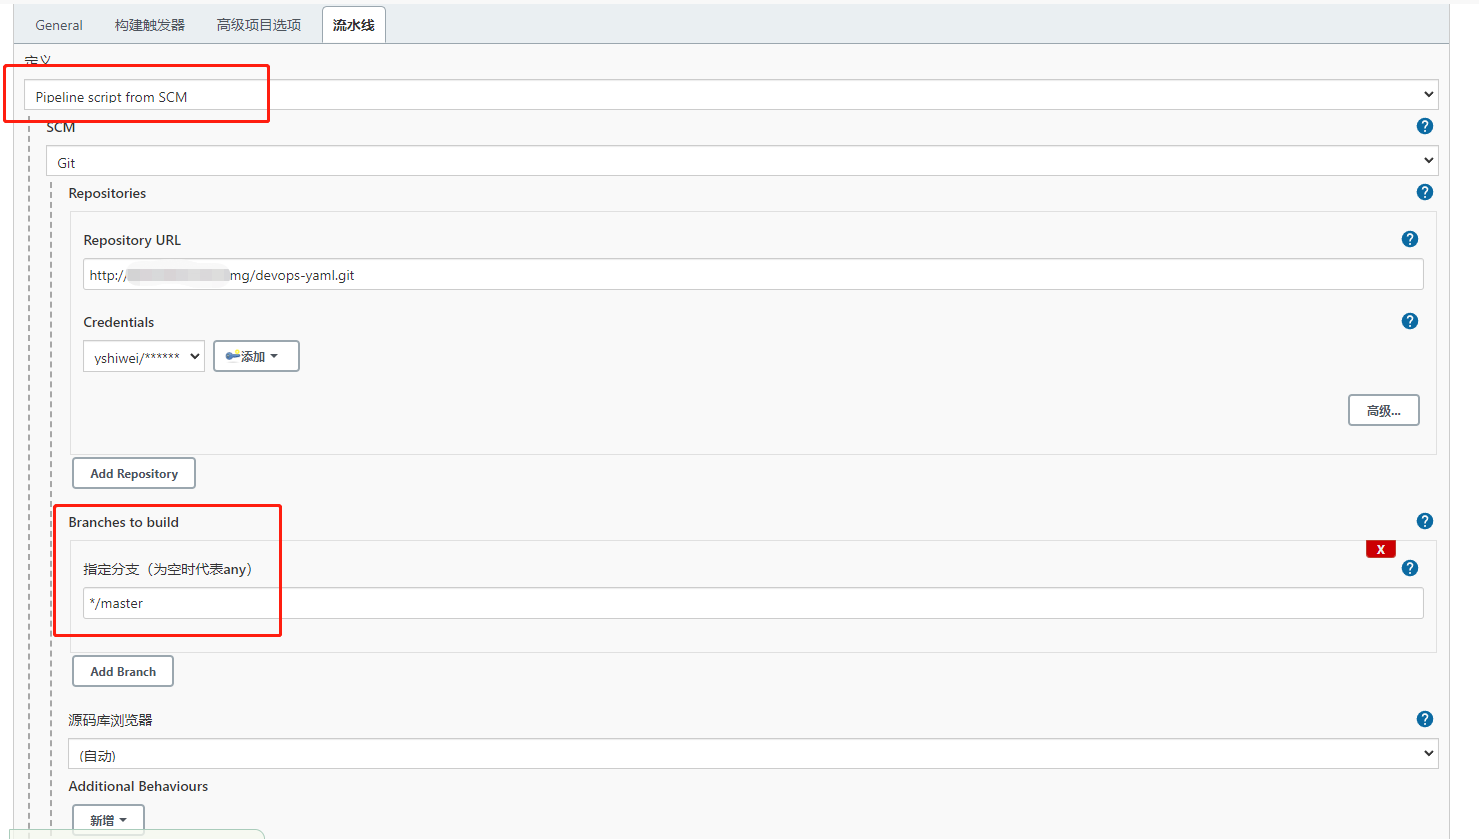 General 构建触发器 高级项目选项 流水线
定义
Pipeline script from SCM
SCM
Git
Repositories
Repository URL
http:// mg/devops-yaml.git
Credentials
yshiwei/****** 添加
高级...
Add Repository
Branches to build
X
指定分支（为空时代表any）
*/master
Add Branch
源码库浏览器
(自动)
Additional Behaviours
新增